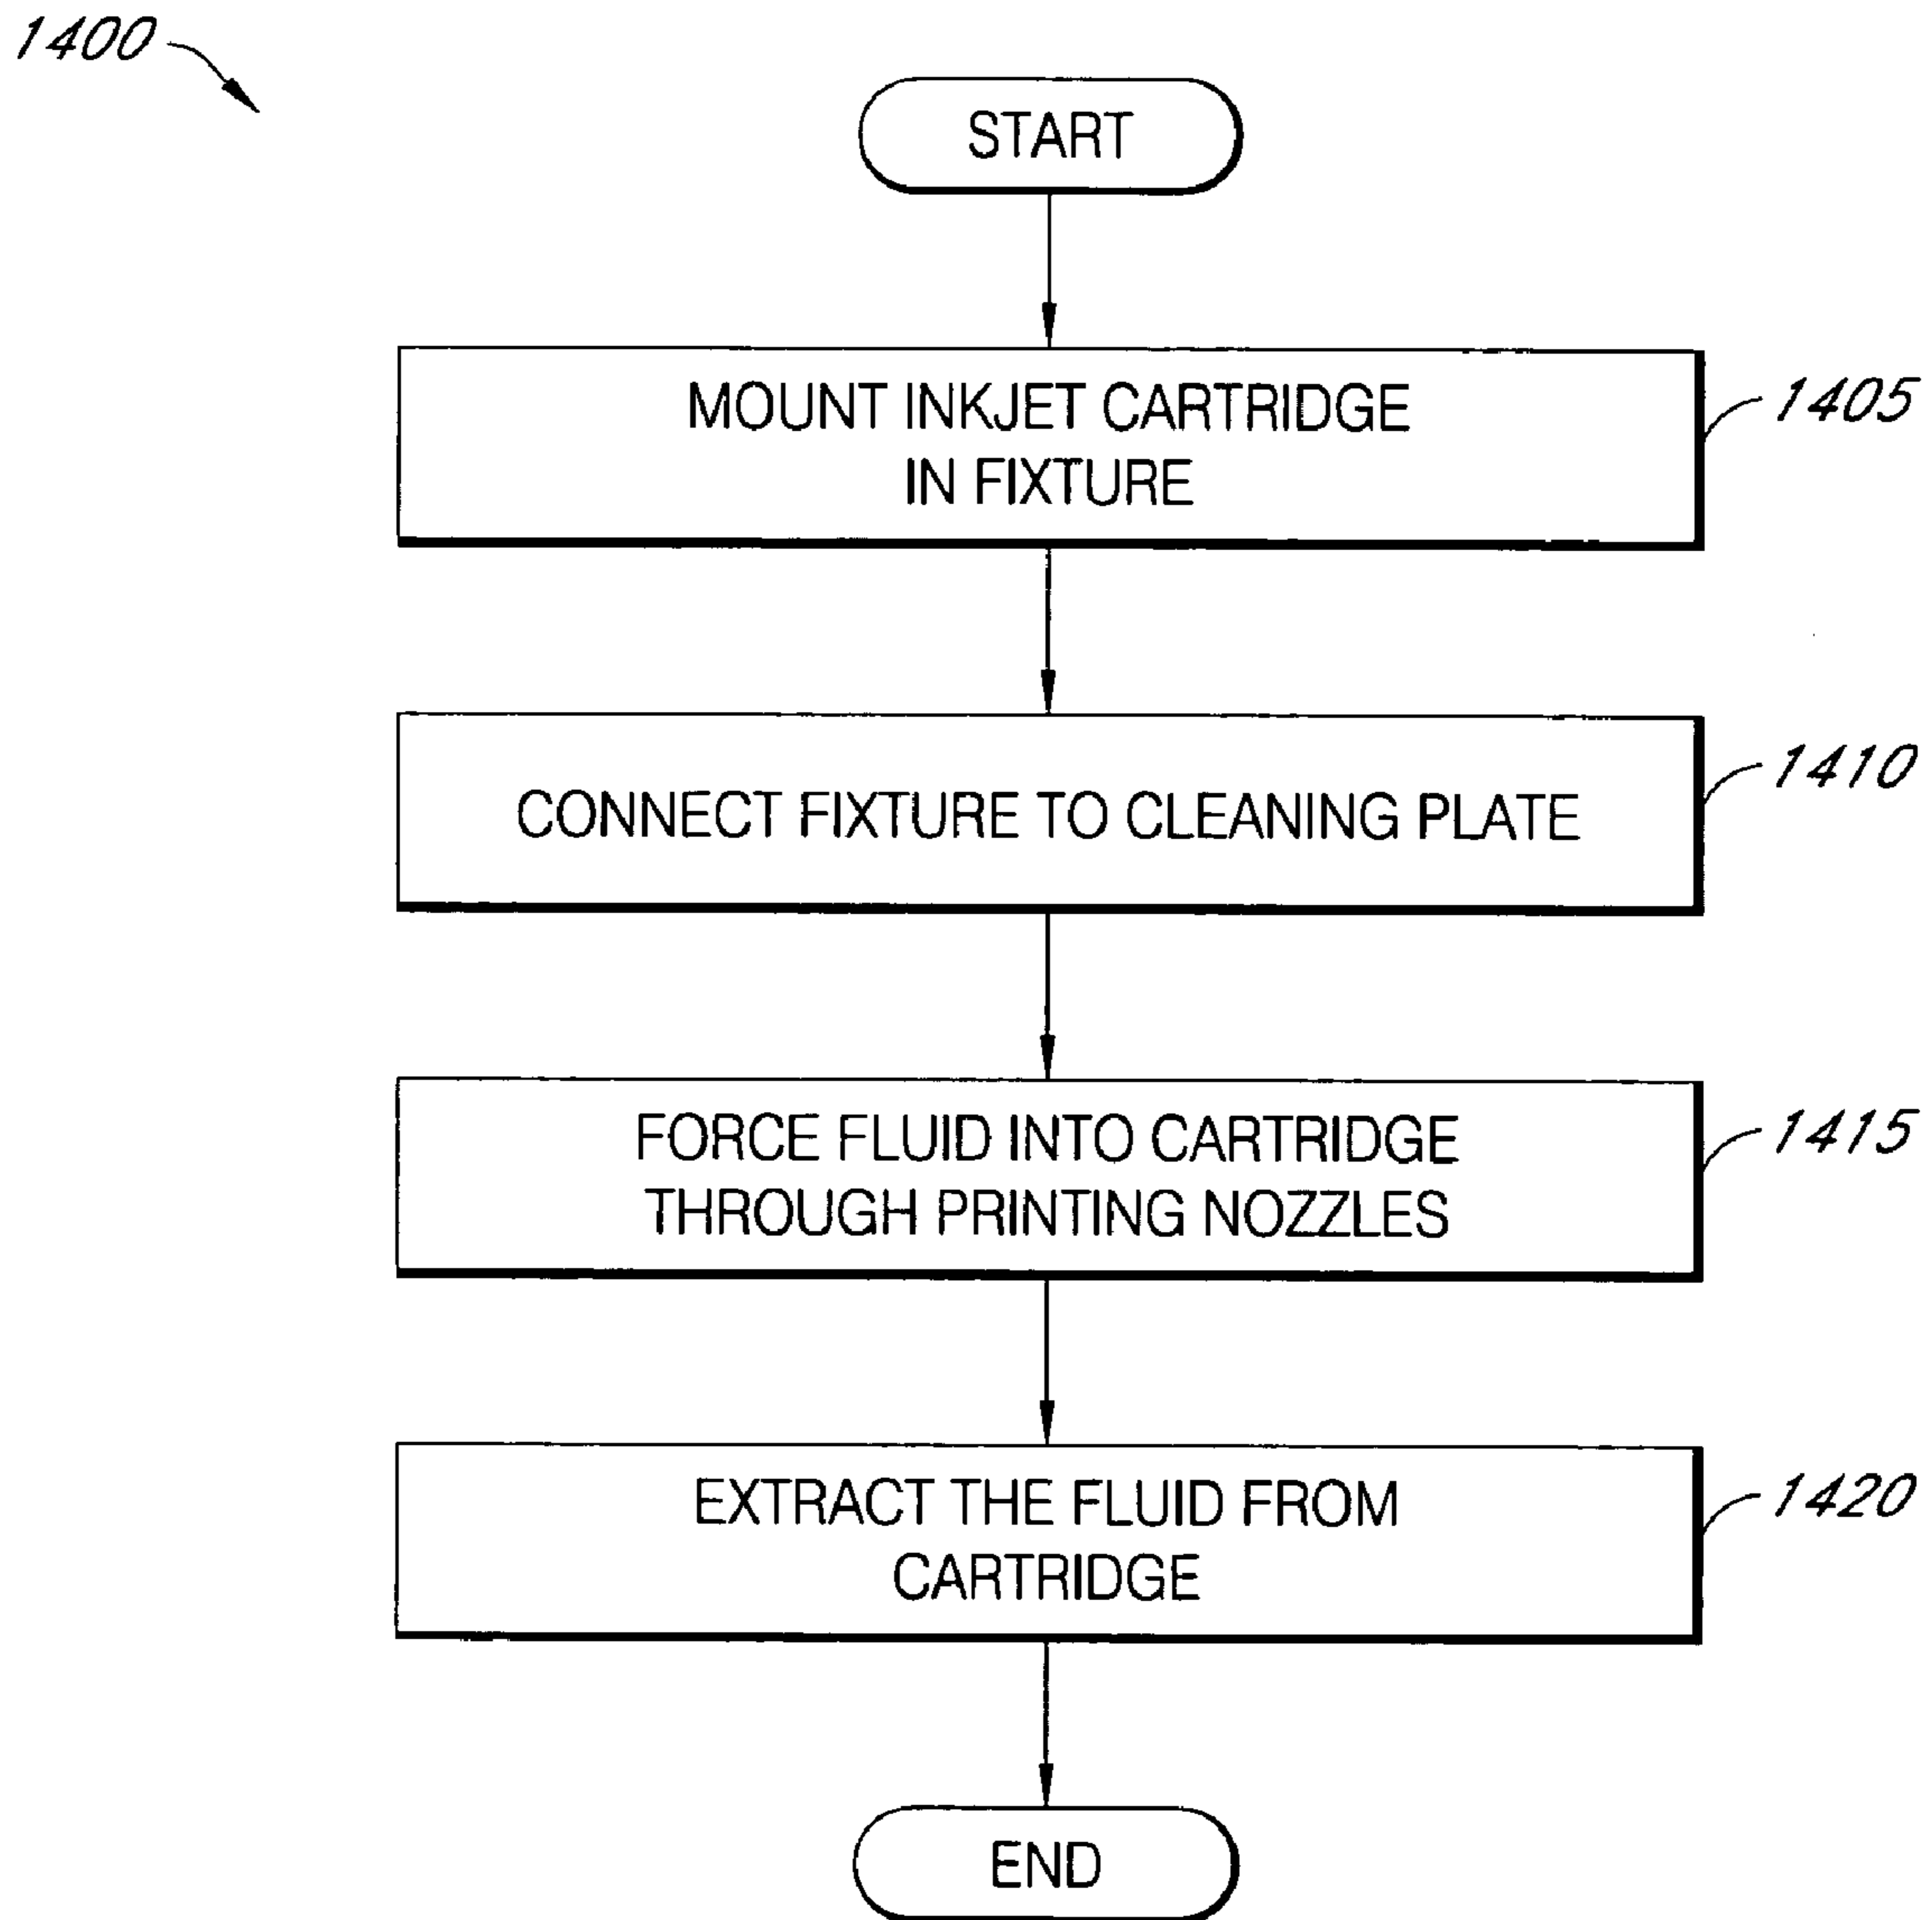 1400
START
MOUNT INKJET CARTRIDGE
IN FIXTURE
1405
CONNECT FIXTURE TO CLEANING PLATE
1410
FORCE FLUID INTO CARTRIDGE
THROUGH PRINTING NOZZLES
1415
EXTRACT THE FLUID FROM
CARTRIDGE
1420
END